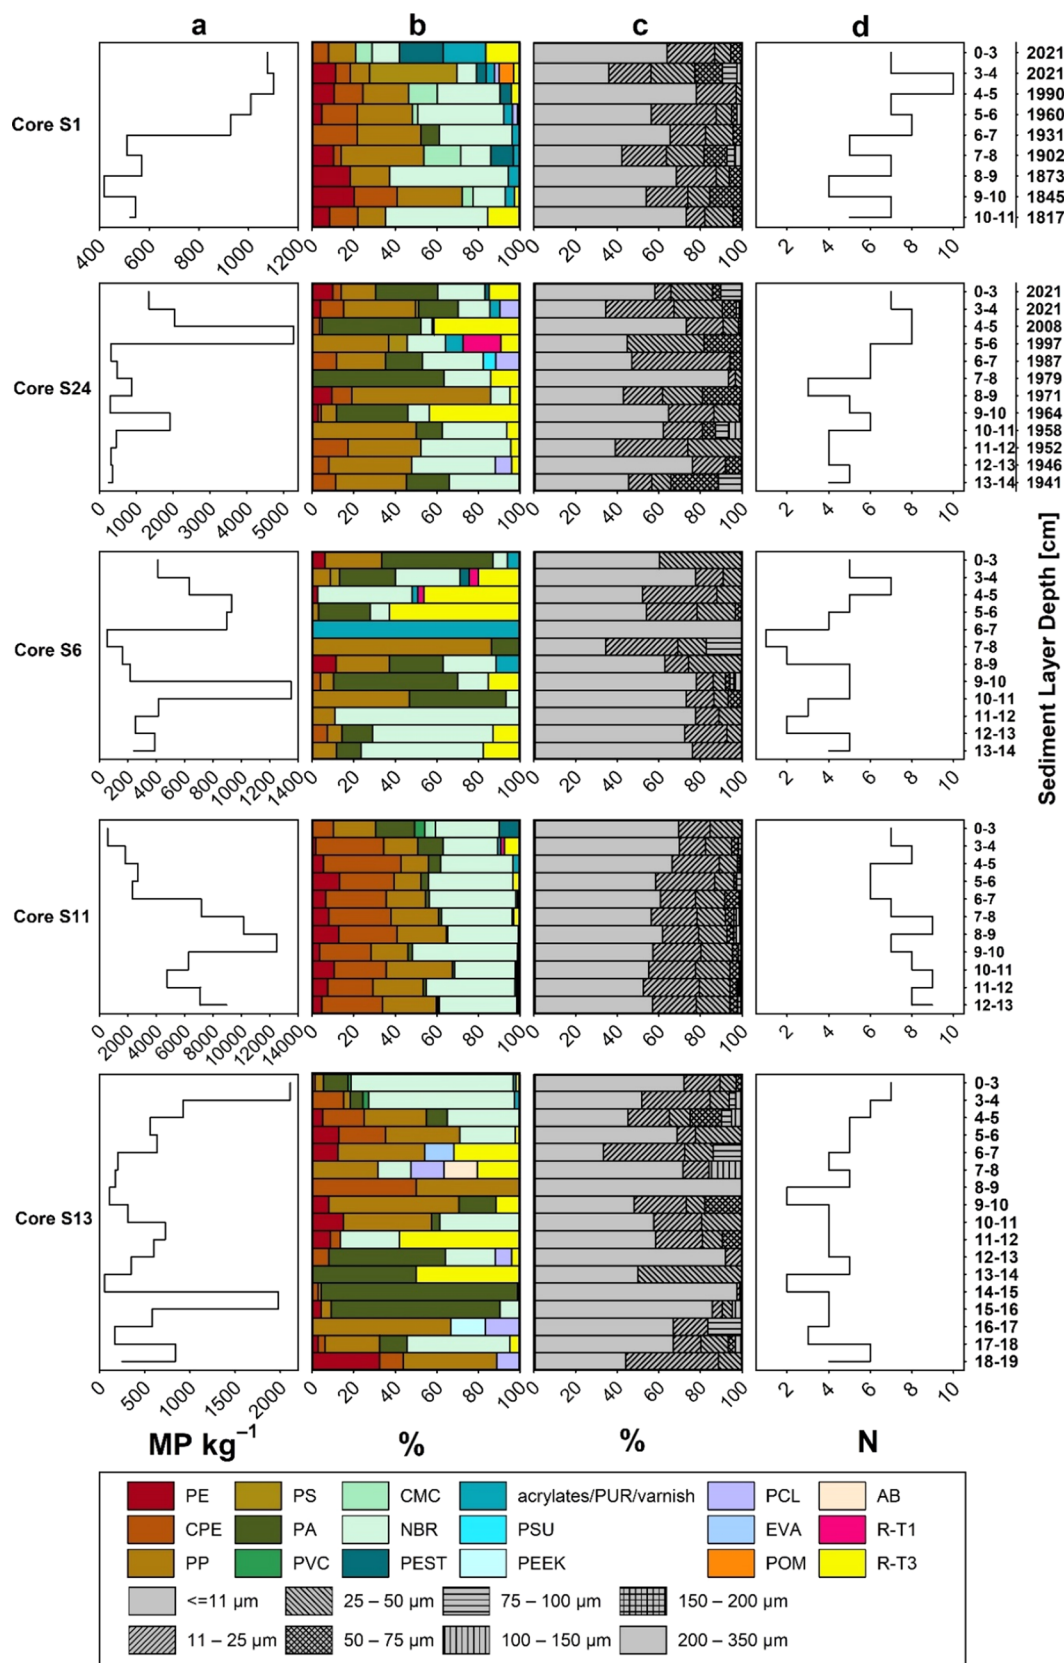 a b c d
Core S1
0-3 2021
3-4 2021
4-5 1990
5-6 1960
6-7 1931
7-8 1902
8-9 1873
9-10 1845
10-11 1817
400 600 800 1000 1200
0 20 40 60 80 100
0 20 40 60 80 100
2 4 6 8 10
Core S24
0-3 2021
3-4 2021
4-5 2008
5-6 1997
6-7 1987
7-8 1979
8-9 1971
9-10 1964
10-11 1958
11-12 1952
12-13 1946
13-14 1941
0 1000 2000 3000 4000 5000
0 20 40 60 80 100
0 20 40 60 80 100
2 4 6 8 10
Sediment Layer Depth [cm]
Core S6
0-3
3-4
4-5
5-6
6-7
7-8
8-9
9-10
10-11
11-12
12-13
13-14
0 200 400 600 800 1000 1200 1400
0 20 40 60 80 100
0 20 40 60 80 100
2 4 6 8 10
Core S11
0-3
3-4
4-5
5-6
6-7
7-8
8-9
9-10
10-11
11-12
12-13
0 2000 4000 6000 8000 10000 12000 14000
0 20 40 60 80 100
0 20 40 60 80 100
2 4 6 8 10
Core S13
0-3
3-4
4-5
5-6
6-7
7-8
8-9
9-10
10-11
11-12
12-13
13-14
14-15
15-16
16-17
17-18
18-19
0 500 1000 1500 2000
0 20 40 60 80 100
0 20 40 60 80 100
2 4 6 8 10
MP kg⁻¹ % % N
PE PS CMC acrylates/PUR/varnish PCL AB
CPE PA NBR PSU EVA R-T1
PP PVC PEST PEEK POM R-T3
<=11 µm 25 – 50 µm 75 – 100 µm 150 – 200 µm
11 – 25 µm 50 – 75 µm 100 – 150 µm 200 – 350 µm